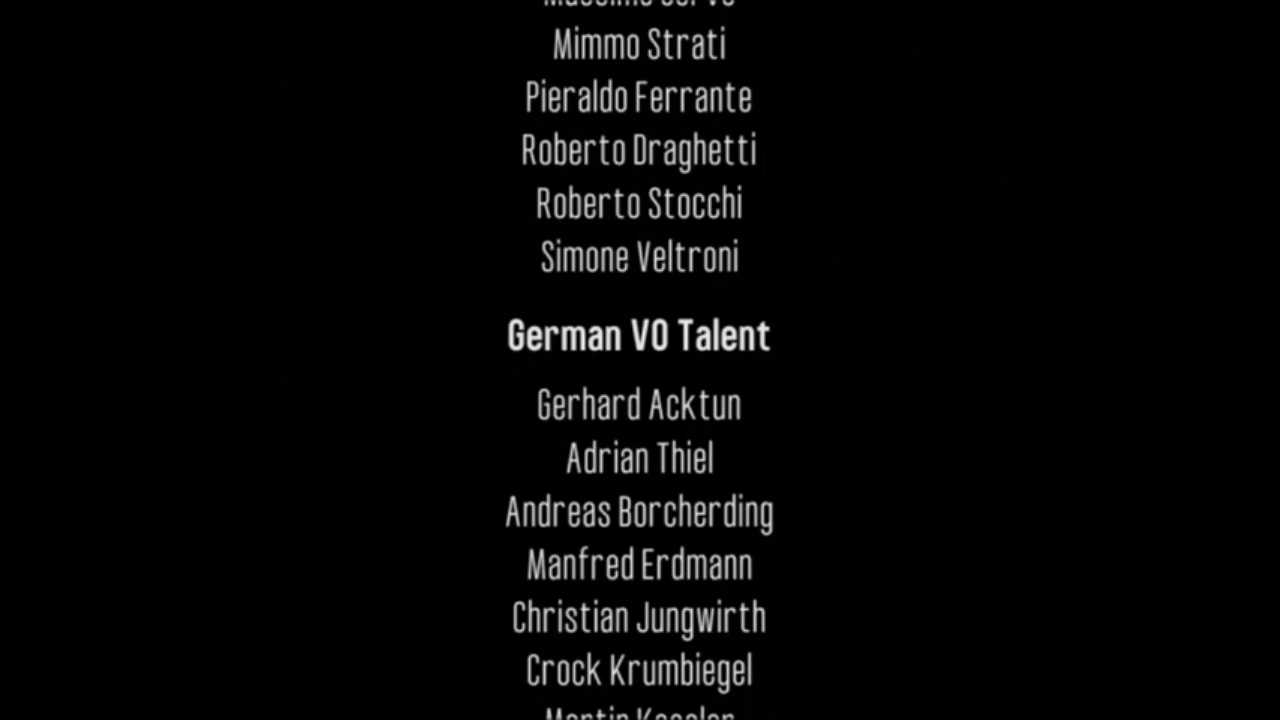 Mimmo Strati
Pieraldo Ferrante
Roberto Draghetti
Roberto Stocchi
Simone Veltroni
German VO Talent
Gerhard Acktun
Adrian Thiel
Andreas Borcherding
Manfred Erdmann
Christian Jungwirth
Crock Krumbiegel